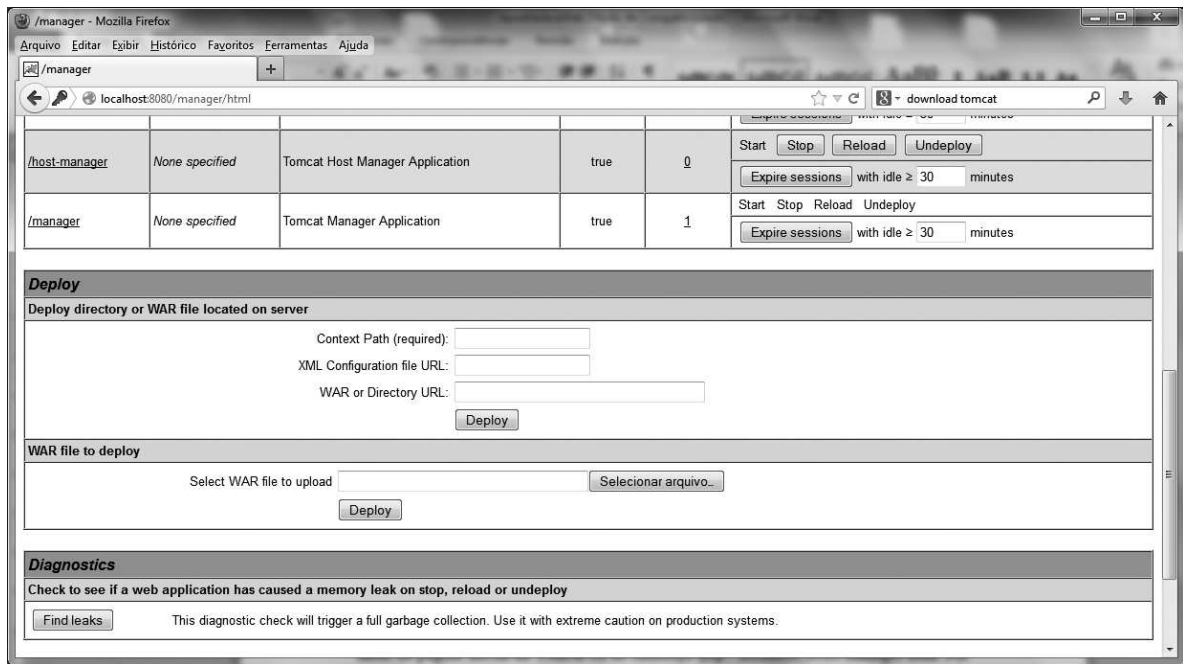 /manager - Mozilla Firefox
Arquivo Editar Exibir Histórico Favoritos Ferramentas Ajuda
/manager +
localhost:8080/manager/html download tomcat
Expire sessions with idle ≥ 30 minutes
/host-manager None specified Tomcat Host Manager Application true 0 Start Stop Reload Undeploy
Expire sessions with idle ≥ 30 minutes
/manager None specified Tomcat Manager Application true 1 Start Stop Reload Undeploy
Expire sessions with idle ≥ 30 minutes
Deploy
Deploy directory or WAR file located on server
Context Path (required):
XML Configuration file URL:
WAR or Directory URL:
Deploy
WAR file to deploy
Select WAR file to upload Selecionar arquivo...
Deploy
Diagnostics
Check to see if a web application has caused a memory leak on stop, reload or undeploy
Find leaks This diagnostic check will trigger a full garbage collection. Use it with extreme caution on production systems.